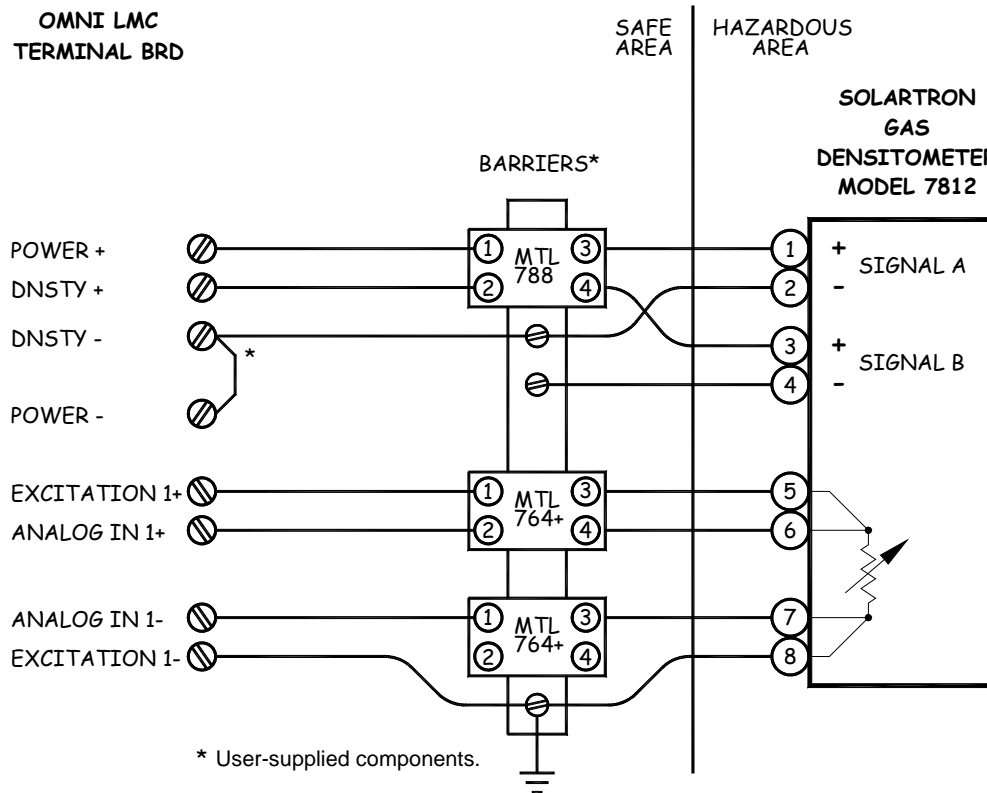 OMNI LMC
TERMINAL BRD
SAFE
AREA
HAZARDOUS
AREA
SOLARTRON
GAS
DENSITOMETER
MODEL 7812
BARRIERS*
POWER +
1
MTL
788
3
1
+
SIGNAL A
DNSTY +
2
4
2
-
DNSTY -
*
3
+
SIGNAL B
4
-
POWER -
EXCITATION 1+
1
MTL
764+
3
5
ANALOG IN 1+
2
4
6
ANALOG IN 1-
1
MTL
764+
3
7
EXCITATION 1-
2
4
8
* User-supplied components.